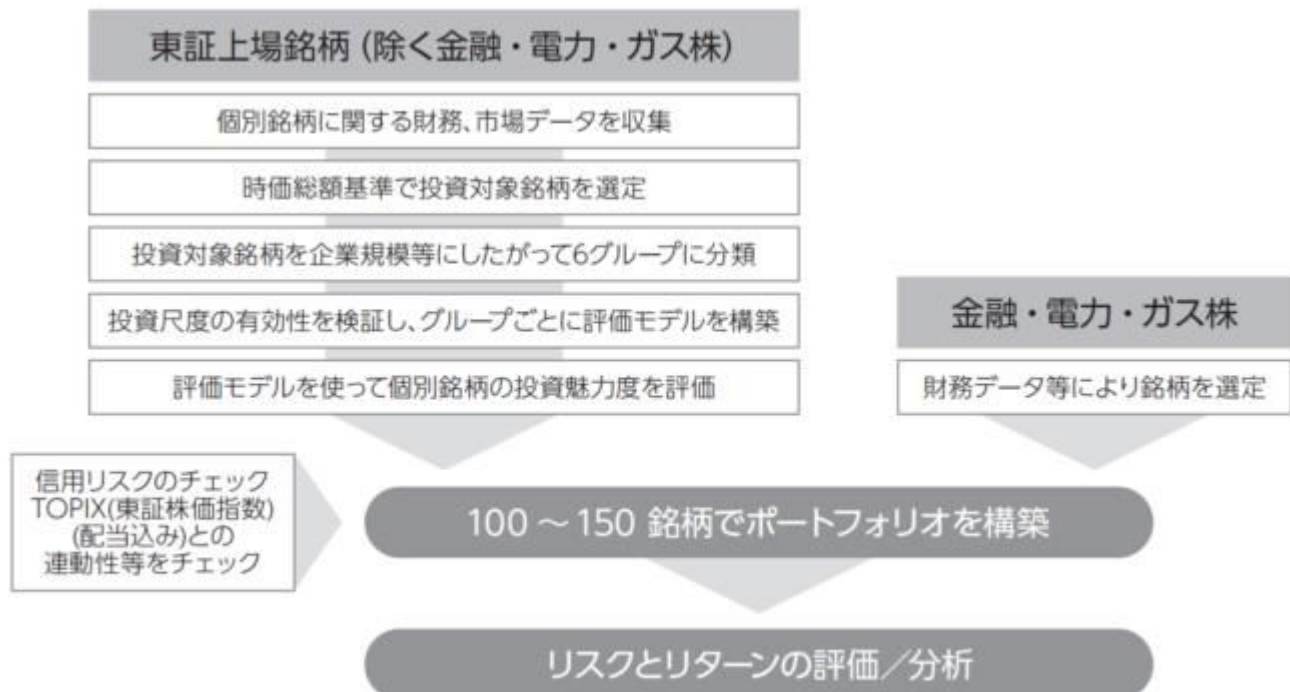 東証上場銘柄(除く金融・電力・ガス株)
個別銘柄に関する財務、市場データを収集
時価総額基準で投資対象銘柄を選定
投資対象銘柄を企業規模等にしたがって6グループに分類
投資尺度の有効性を検証し、グループごとに評価モデルを構築
評価モデルを使って個別銘柄の投資魅力度を評価
金融・電力・ガス株
財務データ等により銘柄を選定
信用リスクのチェック
TOPIX(東証株価指数)
(配当込み)との
連動性等をチェック
100 ～ 150 銘柄でポートフォリオを構築
リスクとリターンの評価／分析